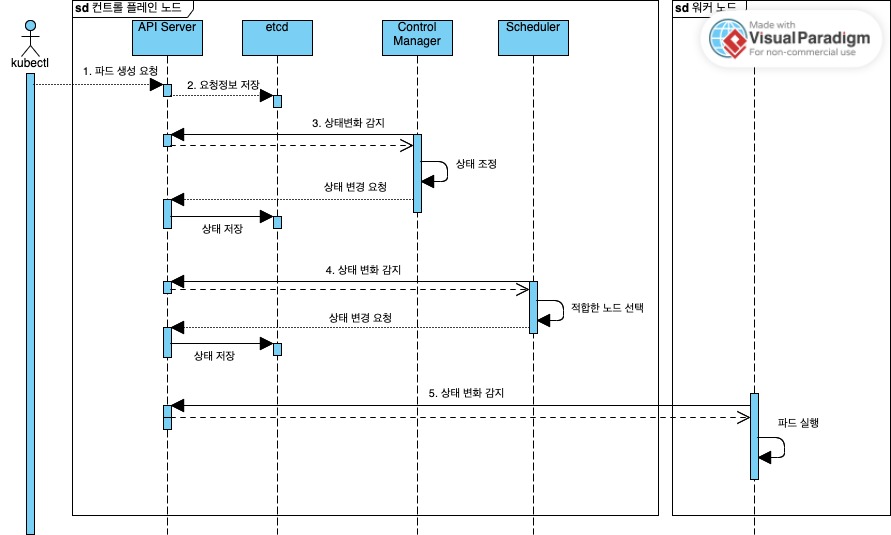 sd 컨트롤 플레인 노드
sd 워커 노드
Made with
VisualParadigm
For non-commercial use
API Server
etcd
Control
Manager
Scheduler
kubectl
1. 파드 생성 요청
2. 요청정보 저장
3. 상태변화 감지
상태 조정
상태 변경 요청
상태 저장
4. 상태 변화 감지
적합한 노드 선택
상태 변경 요청
상태 저장
5. 상태 변화 감지
파드 실행